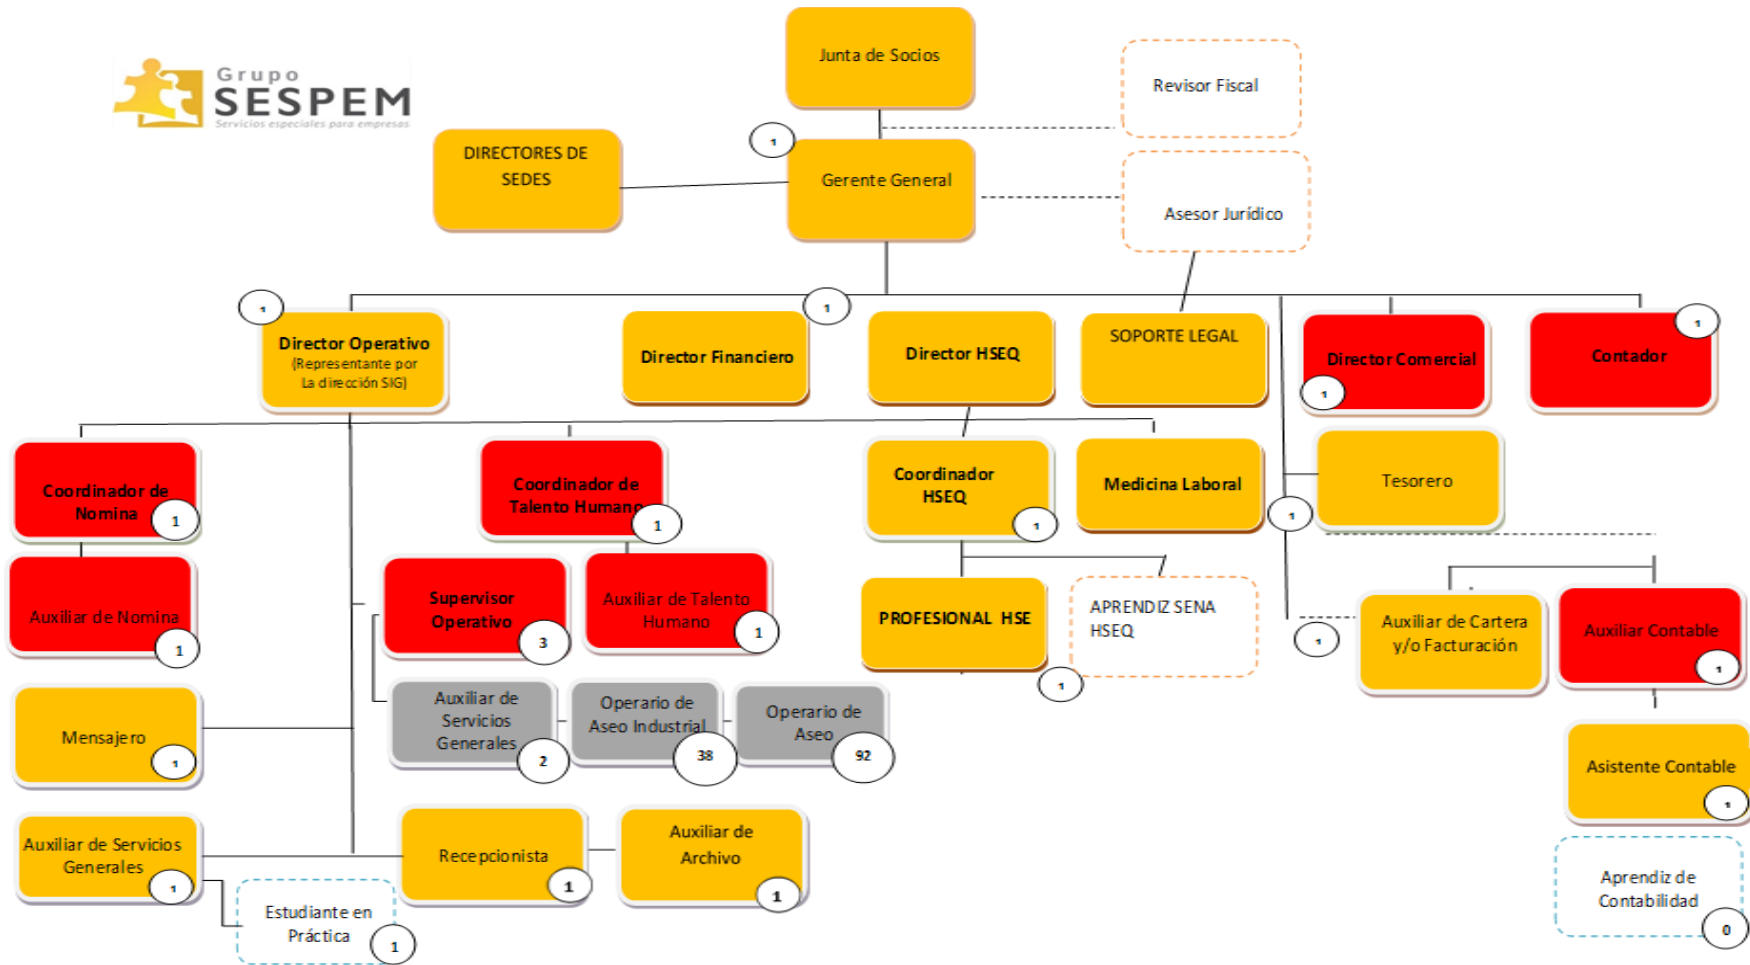 Grupo
SESPEM
Servicios especiales para empresas
Junta de Socios
Revisor Fiscal
1
DIRECTORES DE
SEDES
Gerente General
Asesor Jurídico
1
Director Operativo
(Representante por
La dirección SIG)
1
Director Financiero
Director HSEQ
SOPORTE LEGAL
Director Comercial
1
Contador
1
Coordinador de
Nomina
1
Coordinador de
Talento Humano
1
Coordinador
HSEQ
1
Medicina Laboral
Tesorero
1
Auxiliar de Nomina
1
Supervisor
Operativo
3
Auxiliar de Talento
Humano
1
PROFESIONAL HSE
1
APRENDIZ SENA
HSEQ
1
Auxiliar de Cartera
y/o Facturación
Auxiliar Contable
1
Mensajero
1
Auxiliar de
Servicios
Generales
2
Operario de
Aseo Industrial
38
Operario de
Aseo
92
Asistente Contable
1
Auxiliar de Servicios
Generales
1
Recepcionista
1
Auxiliar de
Archivo
1
Estudiante en
Práctica
1
Aprendiz de
Contabilidad
0